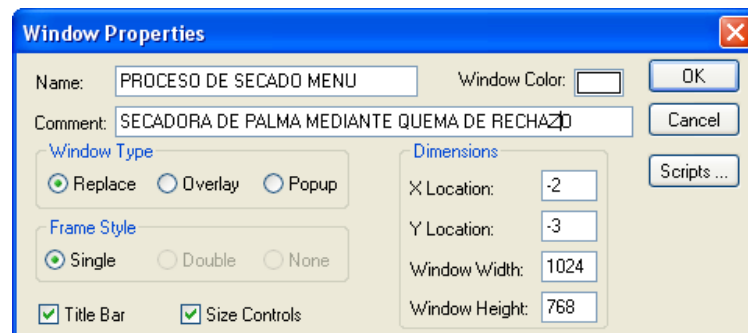 Window Properties
Name: PROCESO DE SECADO MENU Window Color: OK
Comment: SECADORA DE PALMA MEDIANTE QUEMA DE RECHAZO Cancel
Window Type Dimensions Scripts ...
Replace Overlay Popup X Location: -2
Frame Style Y Location: -3
Single Double None Window Width: 1024
Title Bar Size Controls Window Height: 768